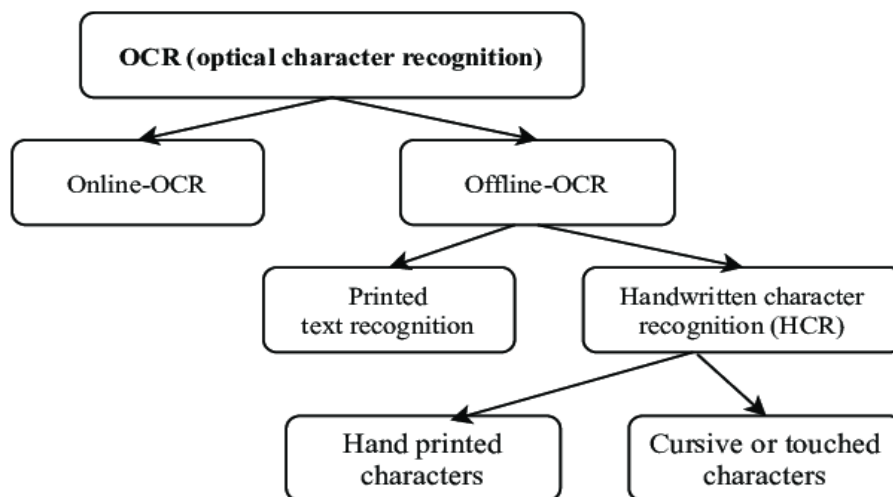 OCR (optical character recognition)
Online-OCR
Offline-OCR
Printed
text recognition
Handwritten character
recognition (HCR)
Hand printed
characters
Cursive or touched
characters